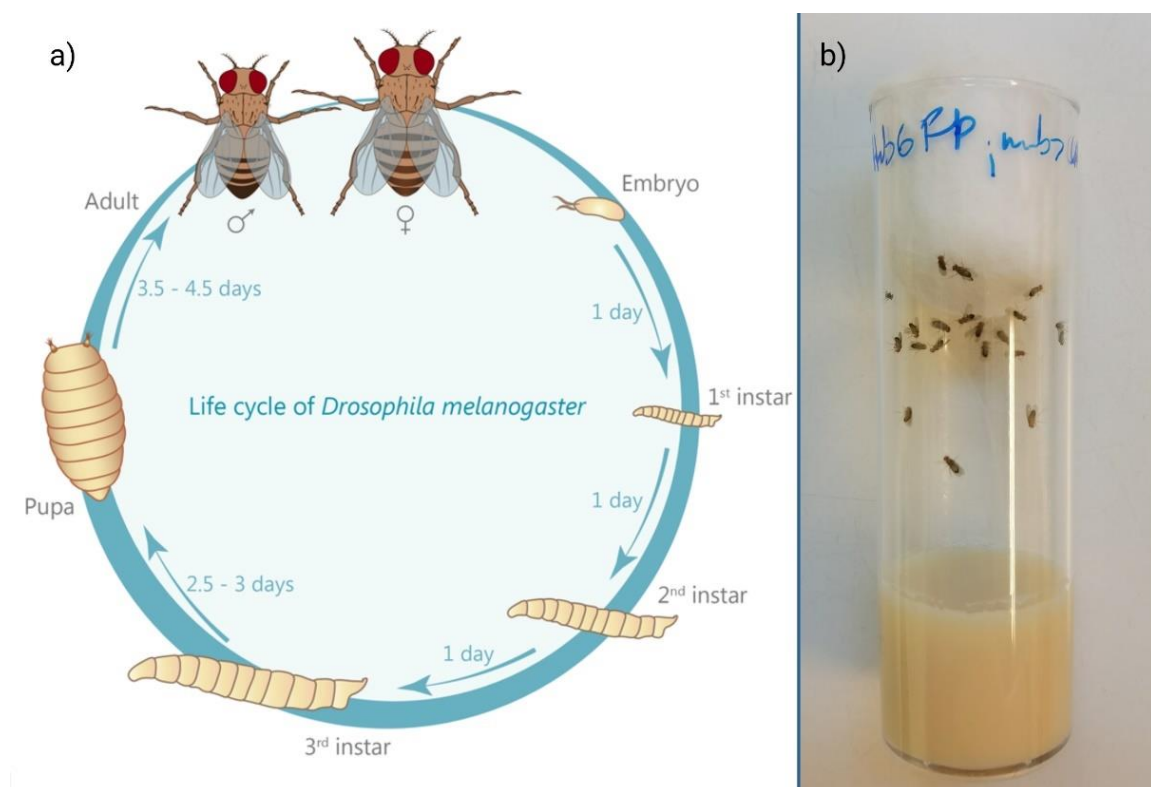 a)
Adult
♂
♀
Embryo
3.5 - 4.5 days
1 day
Life cycle of Drosophila melanogaster
1st instar
Pupa
1 day
2.5 - 3 days
2nd instar
1 day
3rd instar
b)